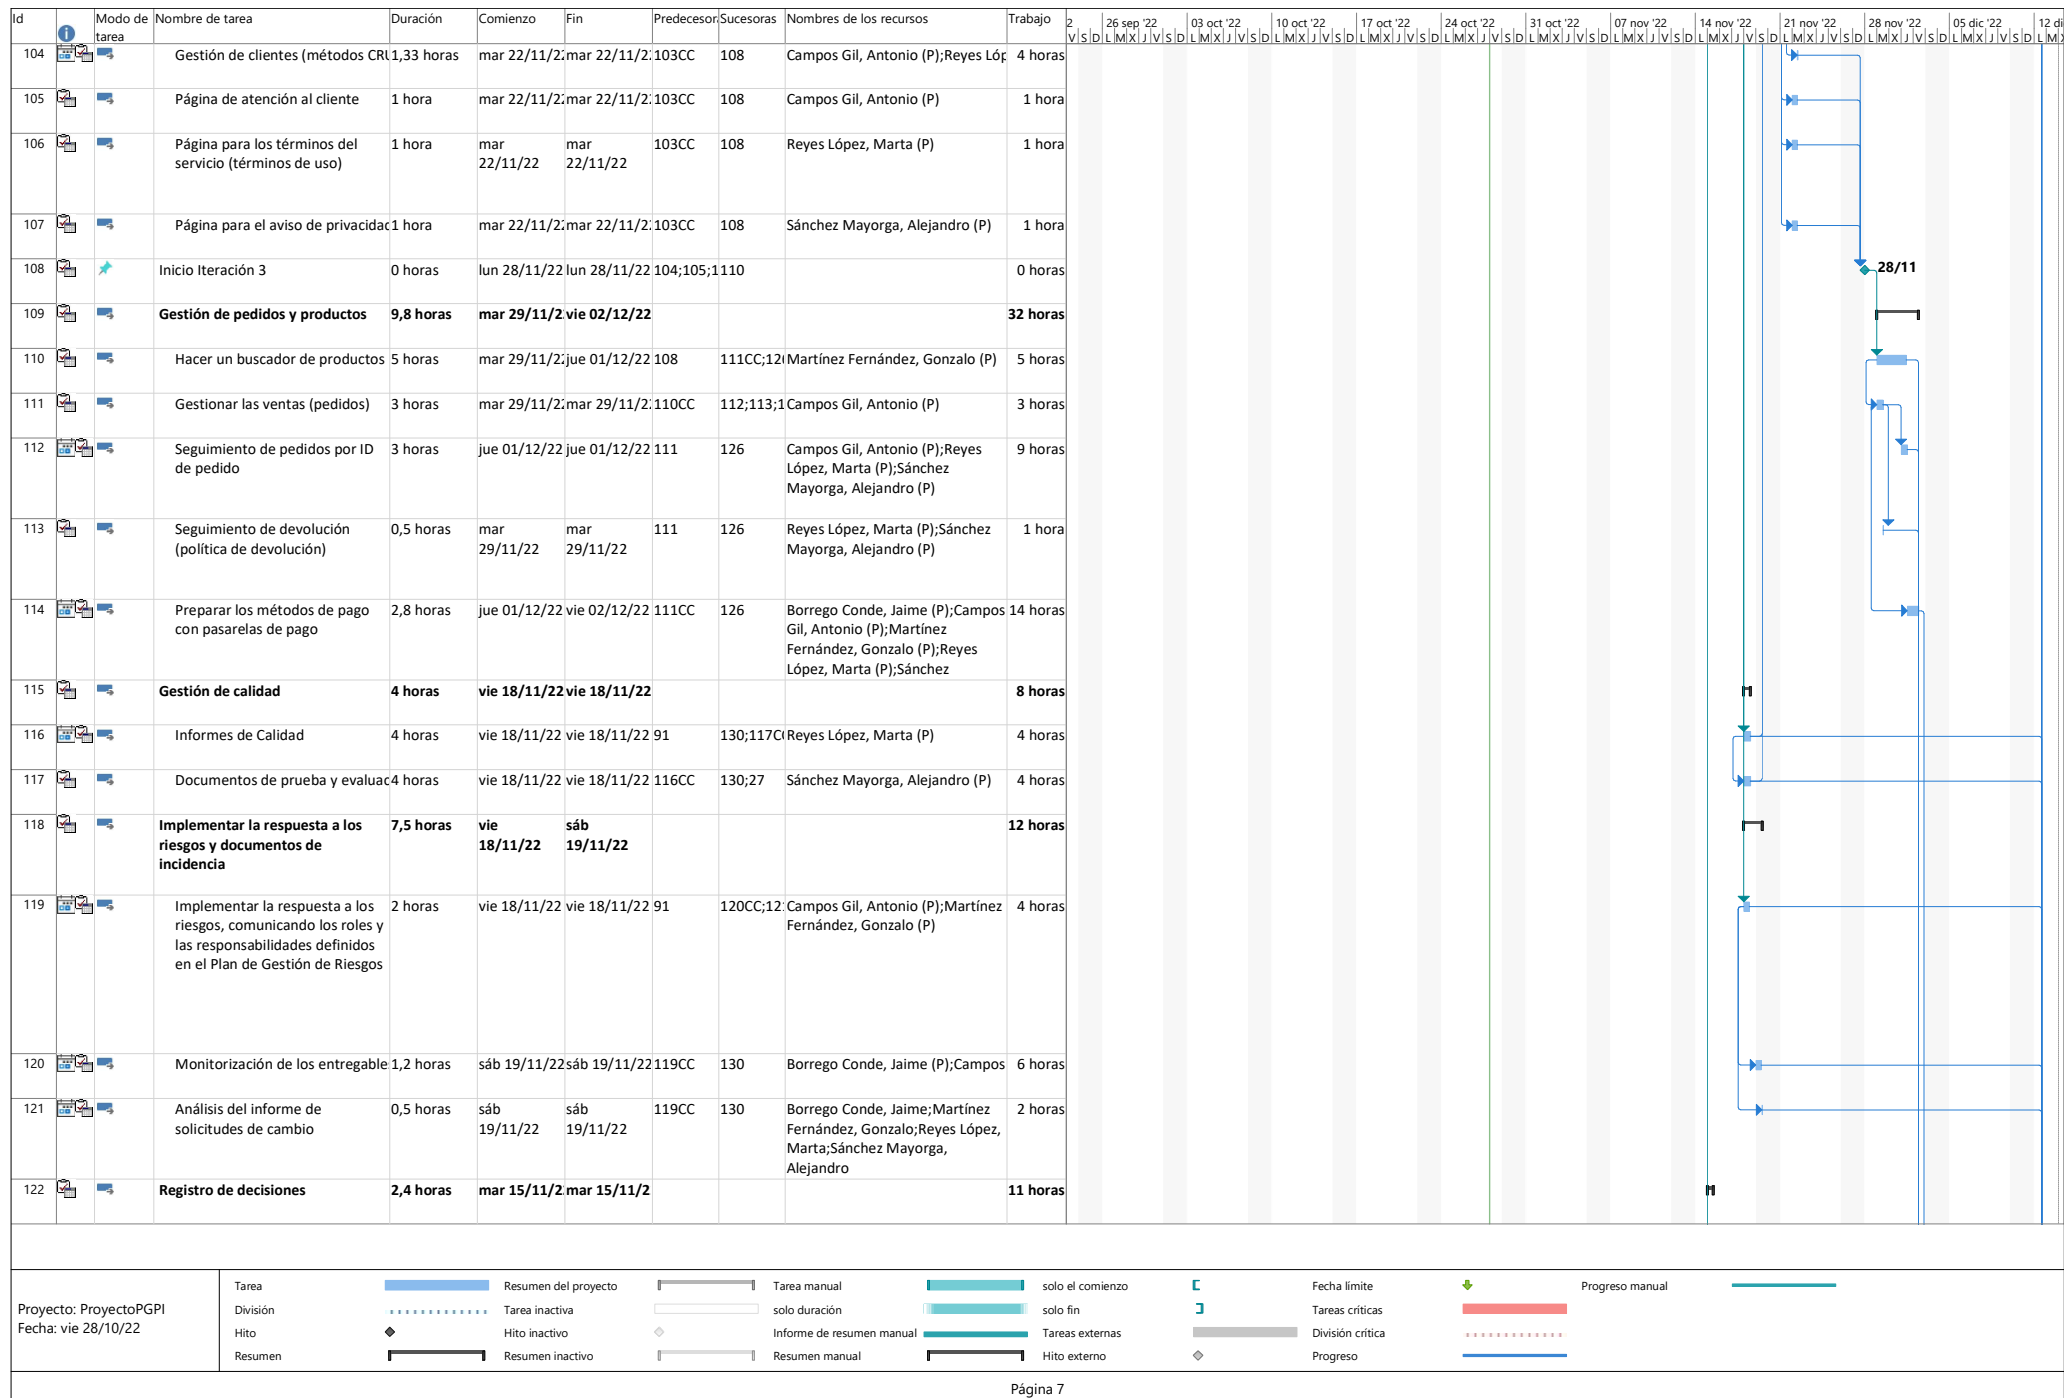 Id Modo de tarea Nombre de tarea Duración Comienzo Fin Predecesor Sucesoras Nombres de los recursos Trabajo
2 26 sep '22 03 oct '22 10 oct '22 17 oct '22 24 oct '22 31 oct '22 07 nov '22 14 nov '22 21 nov '22 28 nov '22 05 dic '22 12 di
V S D L M X J V S D L M X J V S D L M X J V S D L M X J V S D L M X J V S D L M X J V S D L M X J V S D L M X J V S D L M X J V S D L M X J V S D L M X J V S D L M
104 Gestión de clientes (métodos CRU 1,33 horas mar 22/11/2 mar 22/11/2 103CC 108 Campos Gil, Antonio (P);Reyes Lóp 4 horas
105 Página de atención al cliente 1 hora mar 22/11/2 mar 22/11/2 103CC 108 Campos Gil, Antonio (P) 1 hora
106 Página para los términos del servicio (términos de uso) 1 hora mar 22/11/22 mar 22/11/22 103CC 108 Reyes López, Marta (P) 1 hora
107 Página para el aviso de privacidad 1 hora mar 22/11/2 mar 22/11/2 103CC 108 Sánchez Mayorga, Alejandro (P) 1 hora
108 Inicio Iteración 3 0 horas lun 28/11/22 lun 28/11/22 104;105;1 110 0 horas
28/11
109 Gestión de pedidos y productos 9,8 horas mar 29/11/2 vie 02/12/22 32 horas
110 Hacer un buscador de productos 5 horas mar 29/11/2 jue 01/12/22 108 111CC;12 Martínez Fernández, Gonzalo (P) 5 horas
111 Gestionar las ventas (pedidos) 3 horas mar 29/11/2 mar 29/11/2 110CC 112;113;1 Campos Gil, Antonio (P) 3 horas
112 Seguimiento de pedidos por ID de pedido 3 horas jue 01/12/22 jue 01/12/22 111 126 Campos Gil, Antonio (P);Reyes López, Marta (P);Sánchez Mayorga, Alejandro (P) 9 horas
113 Seguimiento de devolución (política de devolución) 0,5 horas mar 29/11/22 mar 29/11/22 111 126 Reyes López, Marta (P);Sánchez Mayorga, Alejandro (P) 1 hora
114 Preparar los métodos de pago con pasarelas de pago 2,8 horas jue 01/12/22 vie 02/12/22 111CC 126 Borrego Conde, Jaime (P);Campos Gil, Antonio (P);Martínez Fernández, Gonzalo (P);Reyes López, Marta (P);Sánchez 14 horas
115 Gestión de calidad 4 horas vie 18/11/22 vie 18/11/22 8 horas
116 Informes de Calidad 4 horas vie 18/11/22 vie 18/11/22 91 130;117C Reyes López, Marta (P) 4 horas
117 Documentos de prueba y evaluac 4 horas vie 18/11/22 vie 18/11/22 116CC 130;27 Sánchez Mayorga, Alejandro (P) 4 horas
118 Implementar la respuesta a los riesgos y documentos de incidencia 7,5 horas vie 18/11/22 sáb 19/11/22 12 horas
119 Implementar la respuesta a los riesgos, comunicando los roles y las responsabilidades definidos en el Plan de Gestión de Riesgos 2 horas vie 18/11/22 vie 18/11/22 91 120CC;12 Campos Gil, Antonio (P);Martínez Fernández, Gonzalo (P) 4 horas
120 Monitorización de los entregable 1,2 horas sáb 19/11/22 sáb 19/11/22 119CC 130 Borrego Conde, Jaime (P);Campos 6 horas
121 Análisis del informe de solicitudes de cambio 0,5 horas sáb 19/11/22 sáb 19/11/22 119CC 130 Borrego Conde, Jaime;Martínez Fernández, Gonzalo;Reyes López, Marta;Sánchez Mayorga, Alejandro 2 horas
122 Registro de decisiones 2,4 horas mar 15/11/2 mar 15/11/2 11 horas
Proyecto: ProyectoPGPI
Fecha: vie 28/10/22
Tarea Resumen del proyecto Tarea manual solo el comienzo Fecha límite Progreso manual
División Tarea inactiva solo duración solo fin Tareas críticas
Hito Hito inactivo Informe de resumen manual Tareas externas División crítica
Resumen Resumen inactivo Resumen manual Hito externo Progreso
Página 7